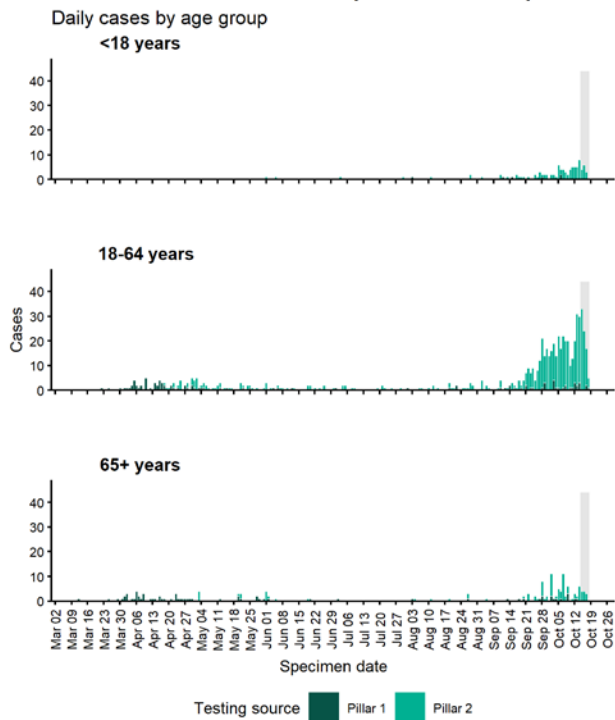 Daily cases by age group
<18 years
40
30
20
10
0
18-64 years
Cases
40
30
20
10
0
65+ years
40
30
20
10
0
Mar 02
Mar 09
Mar 16
Mar 23
Mar 30
Apr 06
Apr 13
Apr 20
Apr 27
May 04
May 11
May 18
May 25
Jun 01
Jun 08
Jun 15
Jun 22
Jun 29
Jul 06
Jul 13
Jul 20
Jul 27
Aug 03
Aug 10
Aug 17
Aug 24
Aug 31
Sep 07
Sep 14
Sep 21
Sep 28
Oct 05
Oct 12
Oct 19
Oct 26
Specimen date
Testing source Pillar 1 Pillar 2